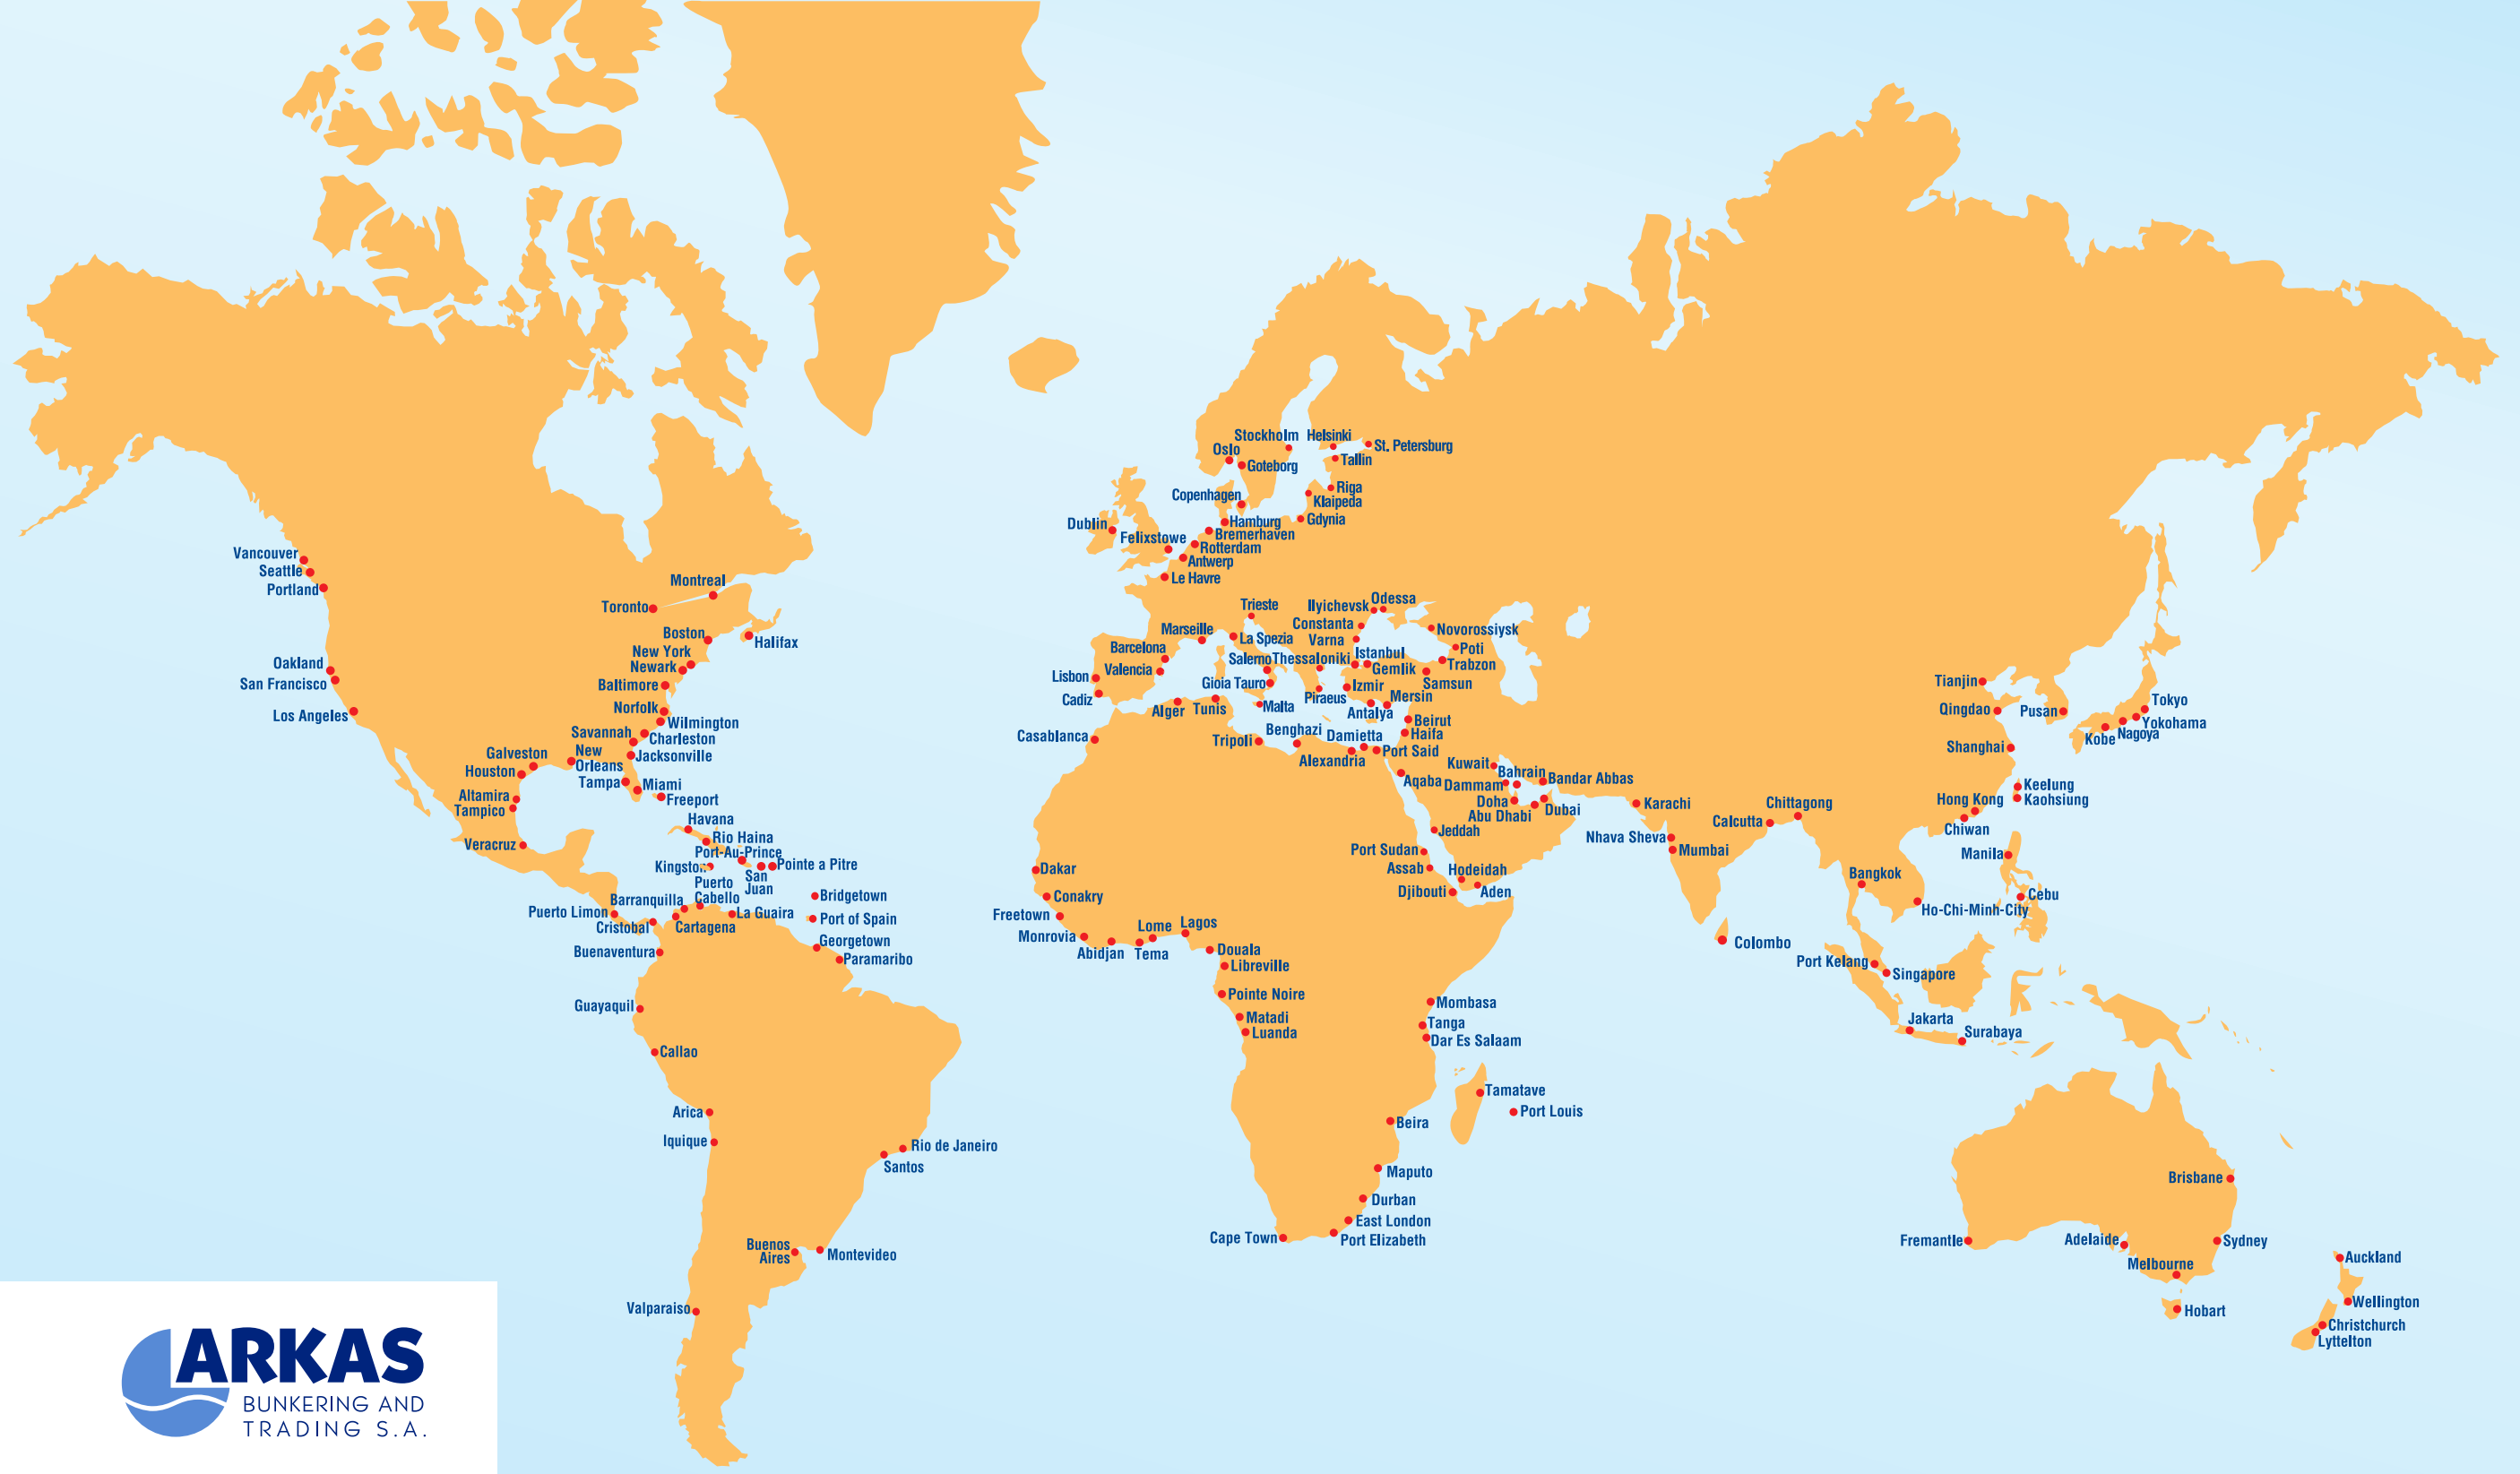 Stockholm
Helsinki
St. Petersburg
Oslo
Goteborg
Tallin
Riga
Copenhagen
Klaipeda
Gdynia
Dublin
Hamburg
Bremerhaven
Felixstowe
Rotterdam
Antwerp
Le Havre
Vancouver
Seattle
Portland
Montreal
Toronto
Boston
Halifax
New York
Newark
Baltimore
Oakland
San Francisco
Los Angeles
Norfolk
Wilmington
Savannah
Charleston
Jacksonville
Galveston
New
Orleans
Houston
Tampa
Miami
Freeport
Altamira
Tampico
Veracruz
Havana
Rio Haina
Port-Au-Prince
Kingston
Pointe a Pitre
San
Juan
Puerto
Cabello
Barranquilla
Bridgetown
Puerto Limon
La Guaira
Port of Spain
Cristobal
Cartagena
Georgetown
Buenaventura
Paramaribo
Guayaquil
Callao
Arica
Iquique
Rio de Janeiro
Santos
Buenos
Aires
Montevideo
Valparaiso
Trieste
Ilyichevsk
Odessa
Constanta
Varna
Novorossiysk
Marseille
La Spezia
Poti
Barcelona
Salerno
Thessaloniki
Istanbul
Gemlik
Trabzon
Valencia
Lisbon
Gioia Tauro
Izmir
Samsun
Cadiz
Piraeus
Mersin
Alger
Tunis
Malta
Antalya
Casablanca
Tripoli
Benghazi
Damietta
Beirut
Haifa
Alexandria
Port Said
Aqaba
Kuwait
Bahrain
Bandar Abbas
Dammam
Doha
Abu Dhabi
Dubai
Jeddah
Port Sudan
Assab
Hodeidah
Djibouti
Aden
Karachi
Chittagong
Calcutta
Nhava Sheva
Mumbai
Colombo
Dakar
Conakry
Freetown
Monrovia
Abidjan
Lome
Tema
Lagos
Douala
Libreville
Pointe Noire
Matadi
Luanda
Mombasa
Tanga
Dar Es Salaam
Tamatave
Port Louis
Beira
Maputo
Durban
East London
Port Elizabeth
Cape Town
Tianjin
Qingdao
Pusan
Tokyo
Yokohama
Nagoya
Kobe
Shanghai
Keelung
Kaohsiung
Hong Kong
Chiwan
Manila
Bangkok
Cebu
Ho-Chi-Minh-City
Port Kelang
Singapore
Jakarta
Surabaya
Brisbane
Fremantle
Adelaide
Sydney
Melbourne
Hobart
Auckland
Wellington
Christchurch
Lyttelton
ARKAS
BUNKERING AND
TRADING S.A.